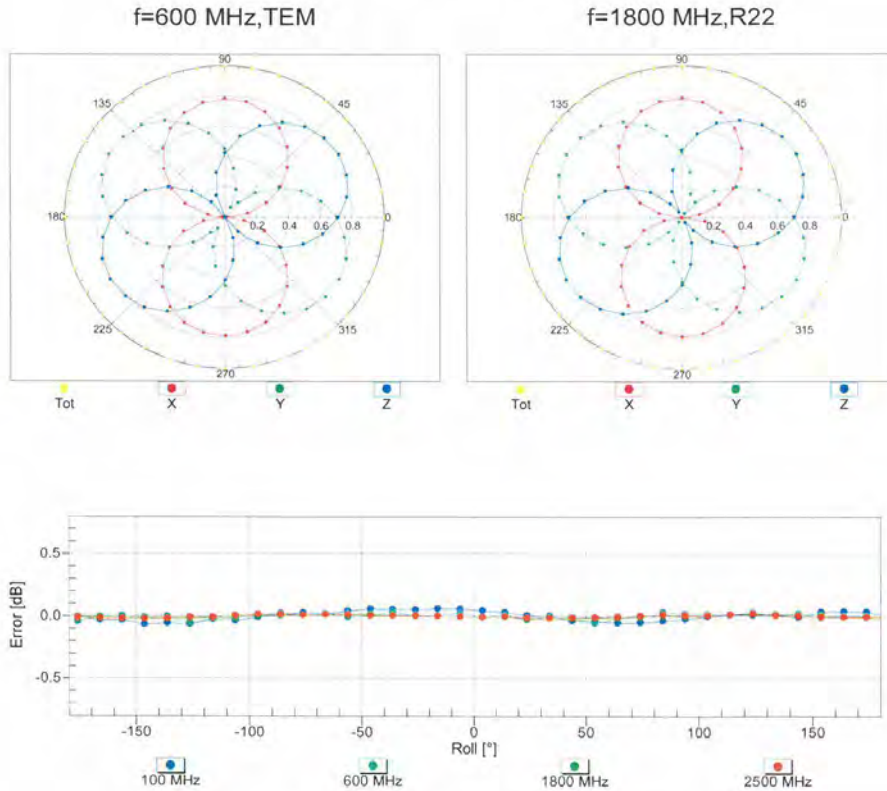 f=600 MHz,TEM
f=1800 MHz,R22
90
135
45
180
0.2 0.4 0.6 0.8 0
225
315
270
Tot X Y Z
90
135
45
180
0.2 0.4 0.6 0.8 0
225
315
270
Tot X Y Z
Error [dB]
0.5
0.0
-0.5
-150 -100 -50 0 50 100 150
Roll [°]
100 MHz 600 MHz 1800 MHz 2500 MHz